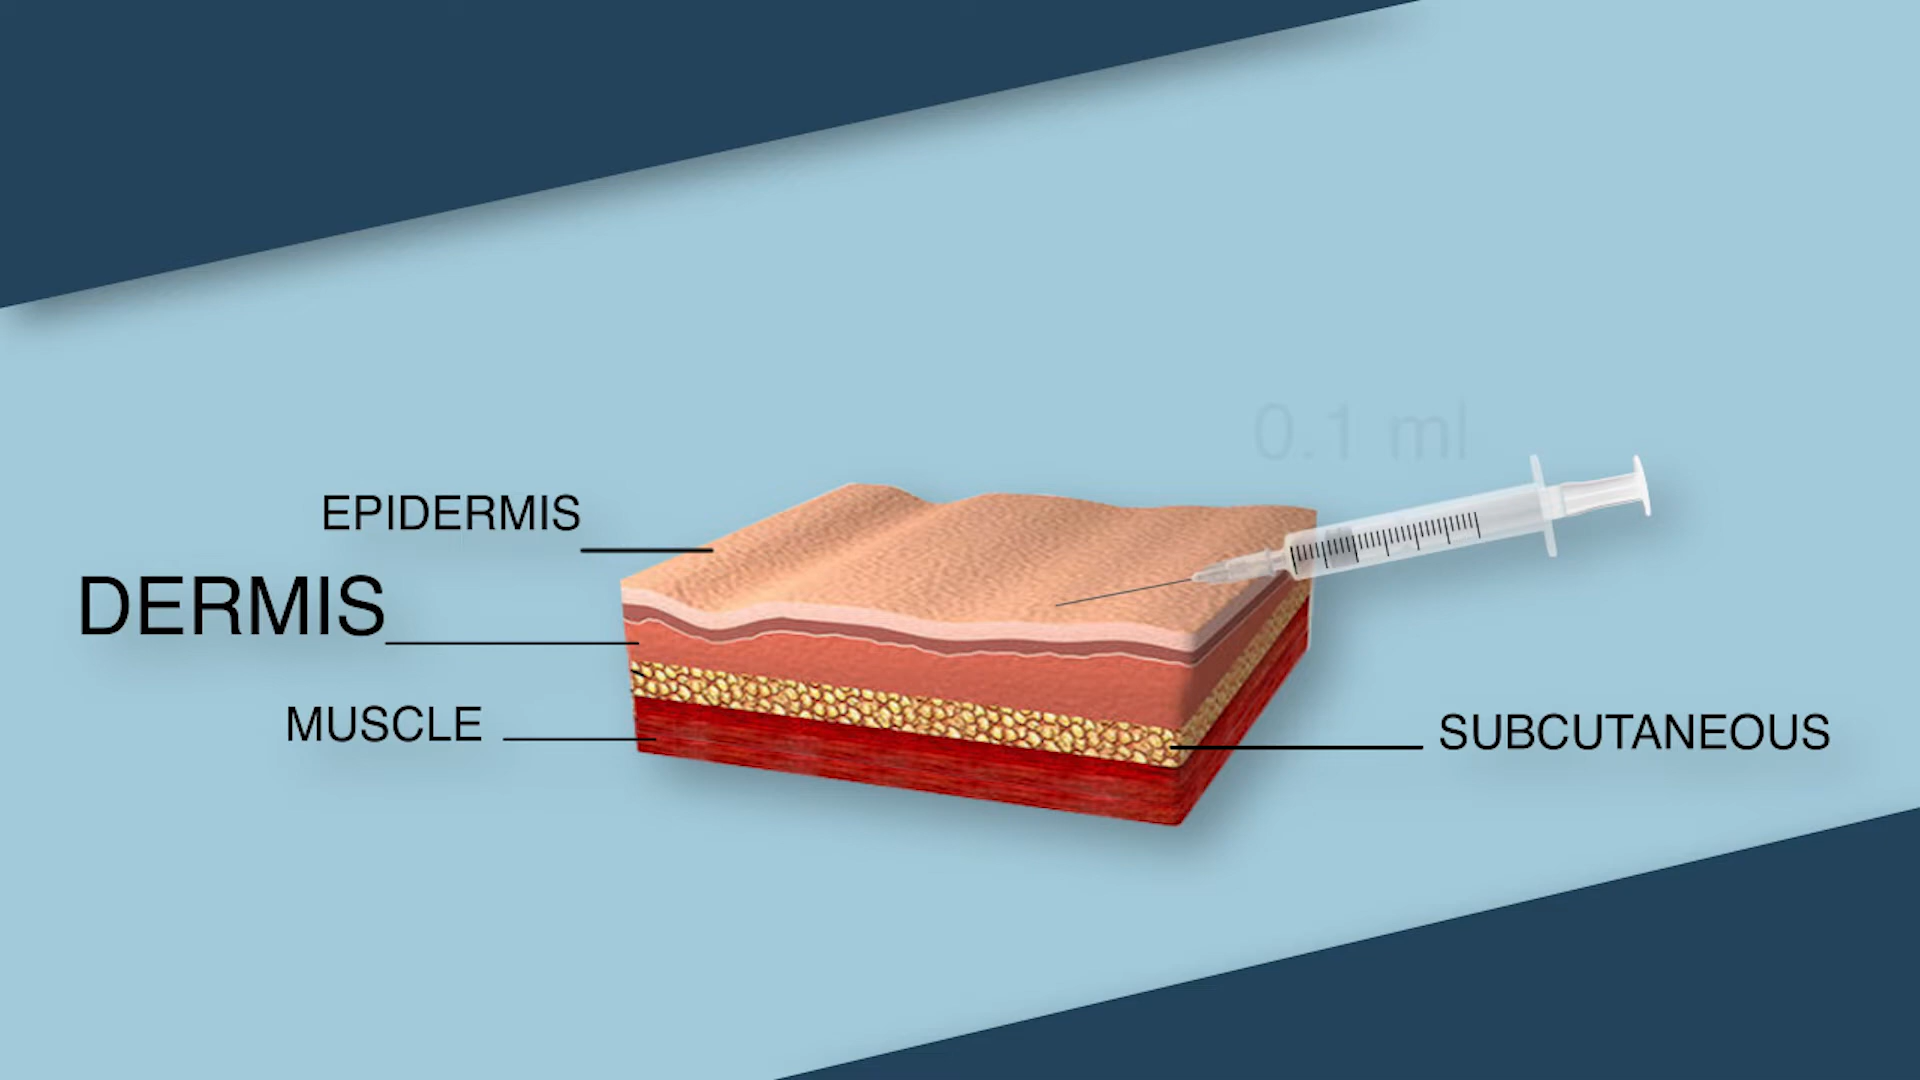 0.1 ml
EPIDERMIS
DERMIS
MUSCLE
SUBCUTANEOUS